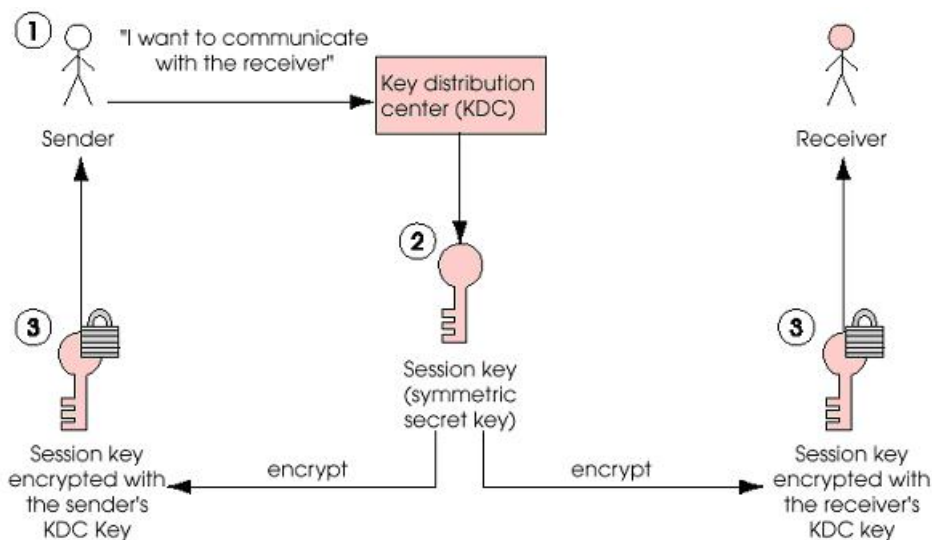 1
"I want to communicate
with the receiver"
Key distribution
center (KDC)
Sender
Receiver
2
3
3
Session key
(symmetric
secret key)
Session key
encrypted with
the sender's
KDC Key
encrypt
encrypt
Session key
encrypted with
the receiver's
KDC key